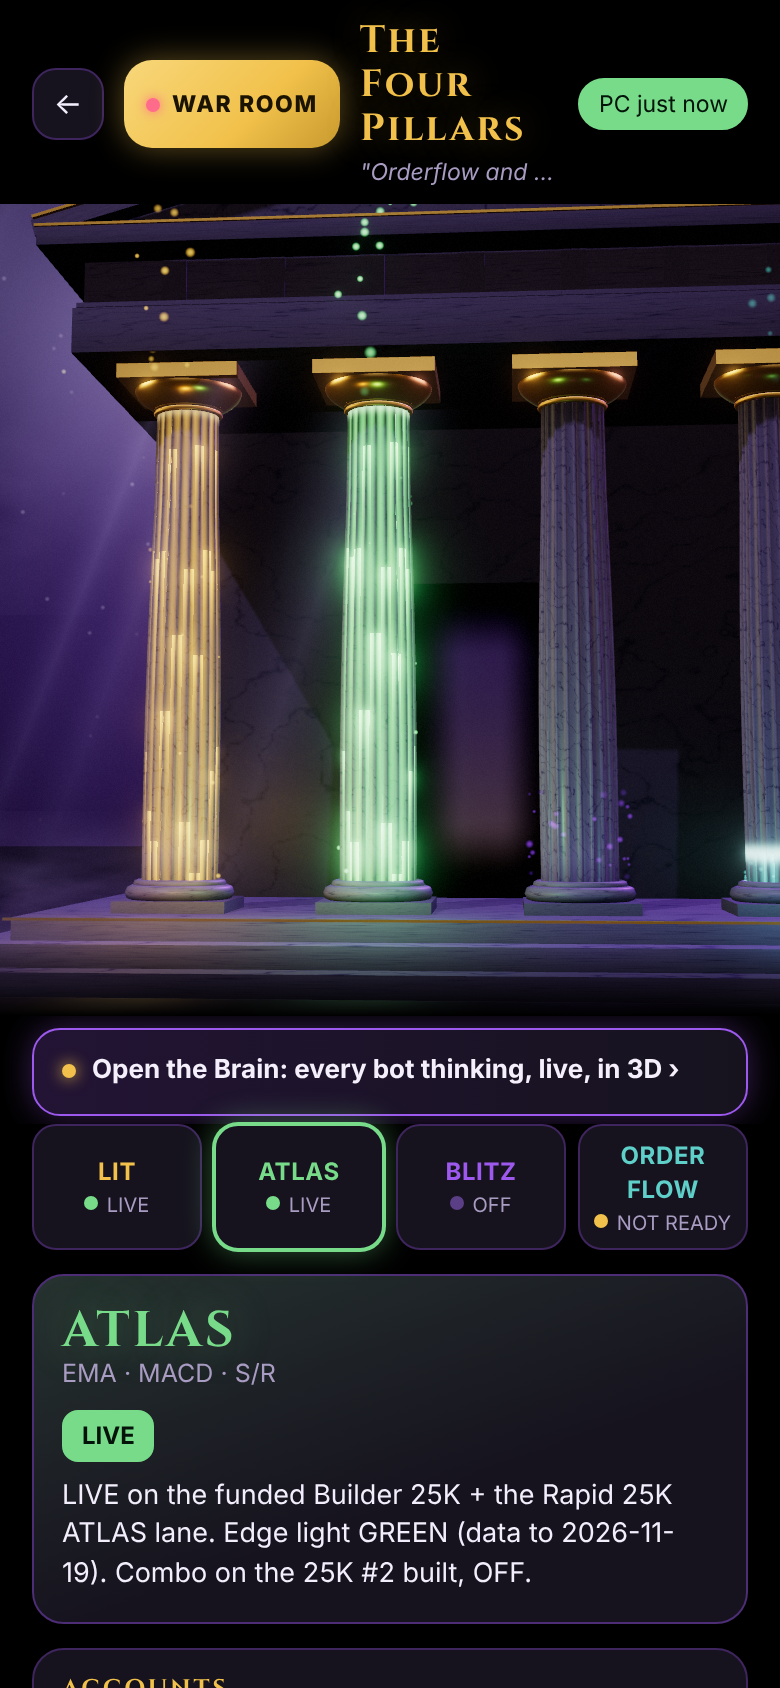 ←
WAR ROOM
THE
FOUR
PILLARS
"Orderflow and ...
PC just now
Open the Brain: every bot thinking, live, in 3D ›
LIT
LIVE
ATLAS
LIVE
BLITZ
OFF
ORDER
FLOW
NOT READY
ATLAS
EMA · MACD · S/R
LIVE
LIVE on the funded Builder 25K + the Rapid 25K
ATLAS lane. Edge light GREEN (data to 2026-11-
19). Combo on the 25K #2 built, OFF.
ACCOUNTS